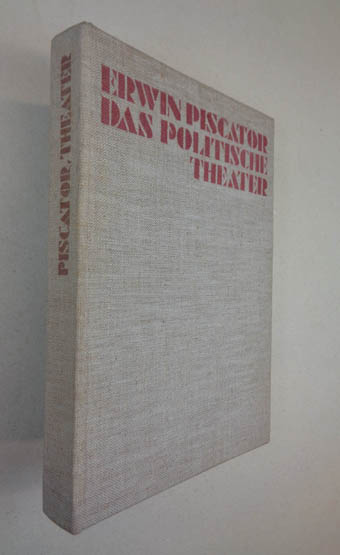 ERWIN PISCATOR
DAS POLITISCHE
THEATER
PISCATOR, THEATER